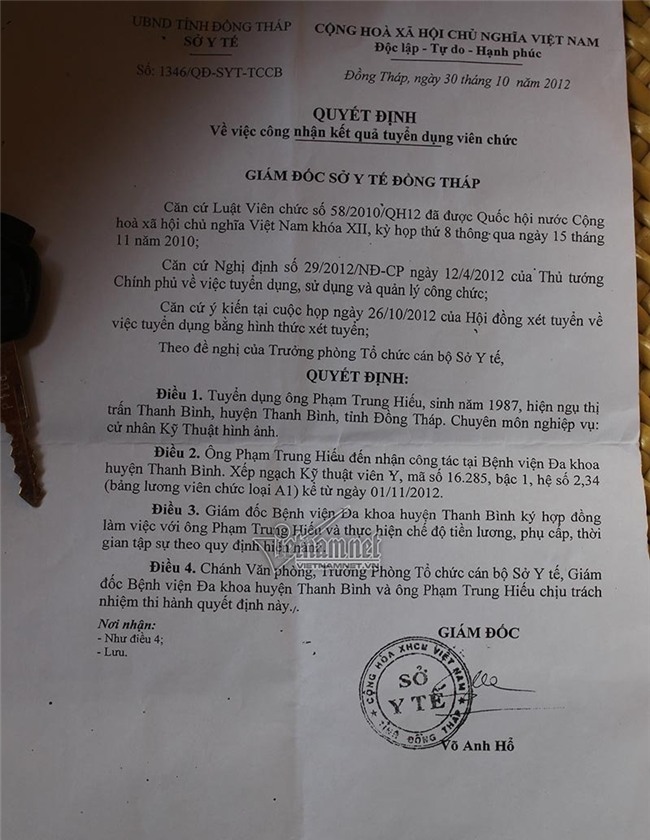 UBND TỈNH ĐỒNG THÁP
SỞ Y TẾ
Số: 1346/QĐ-SYT-TCCB
CỘNG HOÀ XÃ HỘI CHỦ NGHĨA VIỆT NAM
Độc lập - Tự do - Hạnh phúc
Đồng Tháp, ngày 30 tháng 10 năm 2012
QUYẾT ĐỊNH
Về việc công nhận kết quả tuyển dụng viên chức
GIÁM ĐỐC SỞ Y TẾ ĐỒNG THÁP
Căn cứ Luật Viên chức số 58/2010/QH12 đã được Quốc hội nước Cộng
hoà xã hội chủ nghĩa Việt Nam khóa XII, kỳ họp thứ 8 thông qua ngày 15 tháng
11 năm 2010;
Căn cứ Nghị định số 29/2012/NĐ-CP ngày 12/4/2012 của Thủ tướng
Chính phủ về việc tuyển dụng, sử dụng và quản lý công chức;
Căn cứ ý kiến tại cuộc họp ngày 26/10/2012 của Hội đồng xét tuyển về
việc tuyển dụng bằng hình thức xét tuyển;
Theo đề nghị của Trưởng phòng Tổ chức cán bộ Sở Y tế,
QUYẾT ĐỊNH:
Điều 1. Tuyển dụng ông Phạm Trung Hiếu, sinh năm 1987, hiện ngụ thị
trấn Thanh Bình, huyện Thanh Bình, tỉnh Đồng Tháp. Chuyên môn nghiệp vụ:
cử nhân Kỹ Thuật hình ảnh.
Điều 2. Ông Phạm Trung Hiếu đến nhận công tác tại Bệnh viện Đa khoa
huyện Thanh Bình. Xếp ngạch Kỹ thuật viên Y, mã số 16.285, bậc 1, hệ số 2,34
(bảng lương viên chức loại A1) kể từ ngày 01/11/2012.
Điều 3. Giám đốc Bệnh viện Đa khoa huyện Thanh Bình ký hợp đồng
làm việc với ông Phạm Trung Hiếu và thực hiện chế độ tiền lương, phụ cấp, thời
gian tập sự theo quy định hiện nay.
Vietnam.net
VIETNAMNET.VN
Điều 4. Chánh Văn phòng, Trưởng Phòng Tổ chức cán bộ Sở Y tế, Giám
đốc Bệnh viện Đa khoa huyện Thanh Bình và ông Phạm Trung Hiếu chịu trách
nhiệm thi hành quyết định này./.
Nơi nhận:
- Như điều 4;
- Lưu.
GIÁM ĐỐC
CỘNG HÒA XHCN VIỆT NAM
SỞ
Y TẾ
TỈNH ĐỒNG THÁP
Võ Anh Hổ